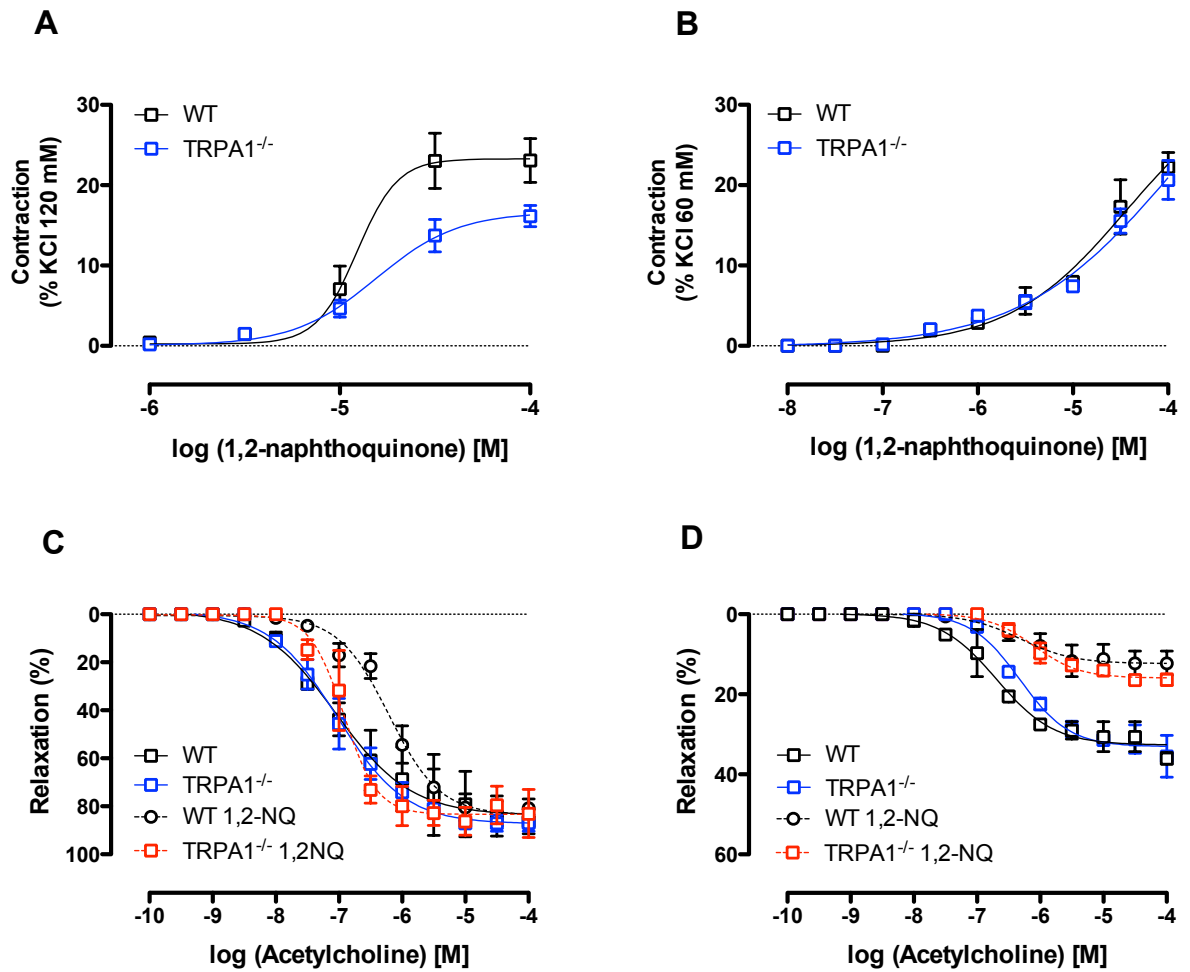 A
Contraction
(% KCl 120 mM)
30
20
10
0
WT
TRPA1-/-
-6
-5
-4
log (1,2-naphthoquinone) [M]
B
Contraction
(% KCl 60 mM)
30
20
10
0
WT
TRPA1-/-
-8
-7
-6
-5
-4
log (1,2-naphthoquinone) [M]
C
Relaxation (%)
0
20
40
60
80
100
WT
TRPA1-/-
WT 1,2-NQ
TRPA1-/- 1,2NQ
-10
-9
-8
-7
-6
-5
-4
log (Acetylcholine) [M]
D
Relaxation (%)
0
20
40
60
WT
TRPA1-/-
WT 1,2-NQ
TRPA1-/- 1,2-NQ
-10
-9
-8
-7
-6
-5
-4
log (Acetylcholine) [M]